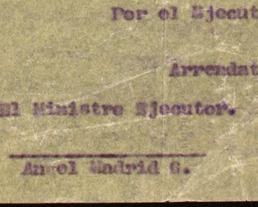 Por el Ejecut
Arrendat
El Ministro Ejecutor.
Angel Madrid G.